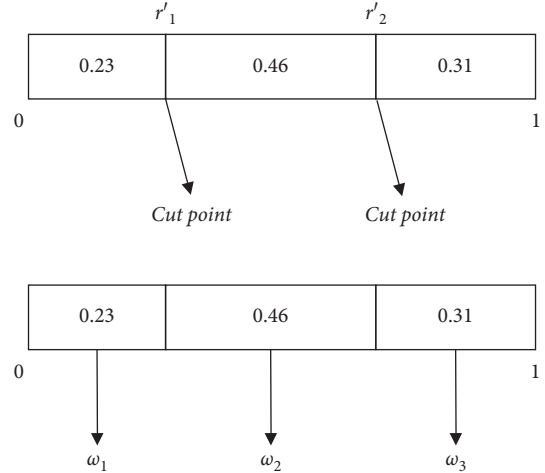 r′₁ r′₂
0.23 0.46 0.31
0 1
Cut point Cut point
0.23 0.46 0.31
0 1
ω₁ ω₂ ω₃